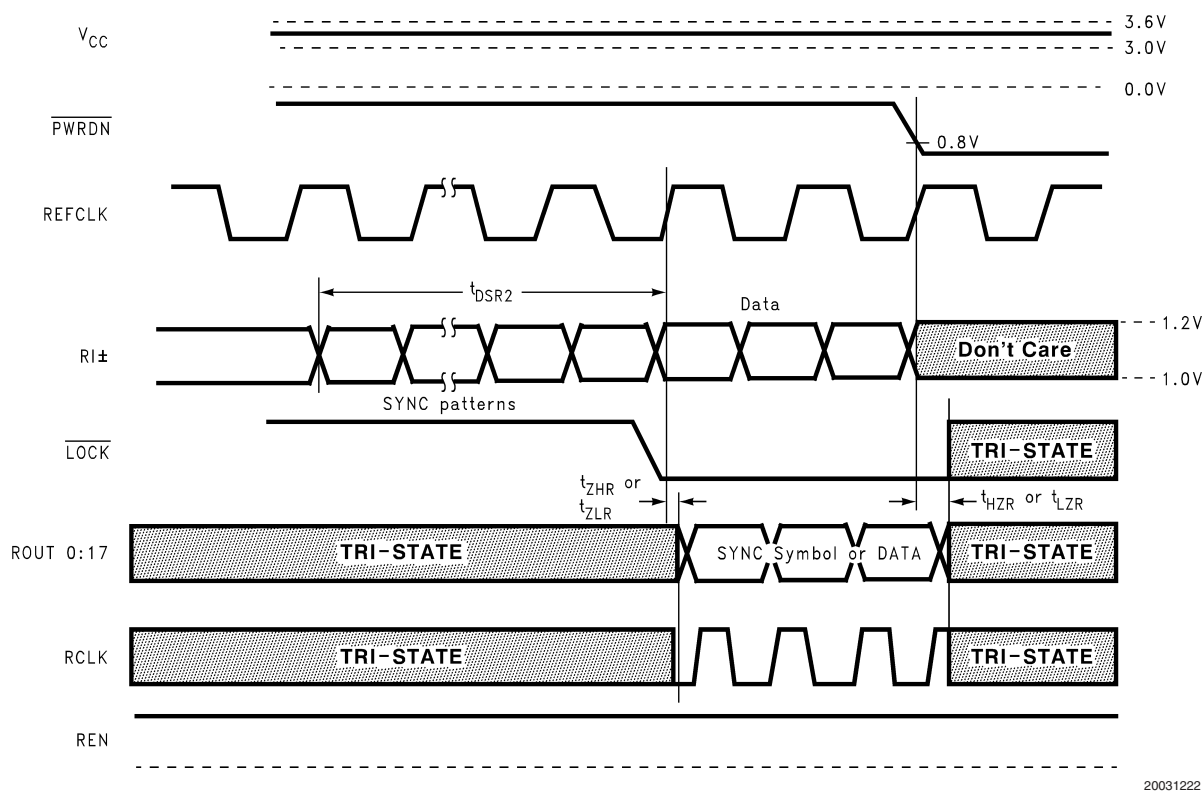 3.6V
VCC
3.0V
0.0V
PWRDN
0.8V
REFCLK
tDSR2
Data
1.2V
RI±
Don't Care
1.0V
SYNC patterns
LOCK
TRI-STATE
tZHR or
tZLR
tHZR or tLZR
ROUT 0:17
TRI-STATE
SYNC Symbol or DATA
TRI-STATE
RCLK
TRI-STATE
TRI-STATE
REN
20031222